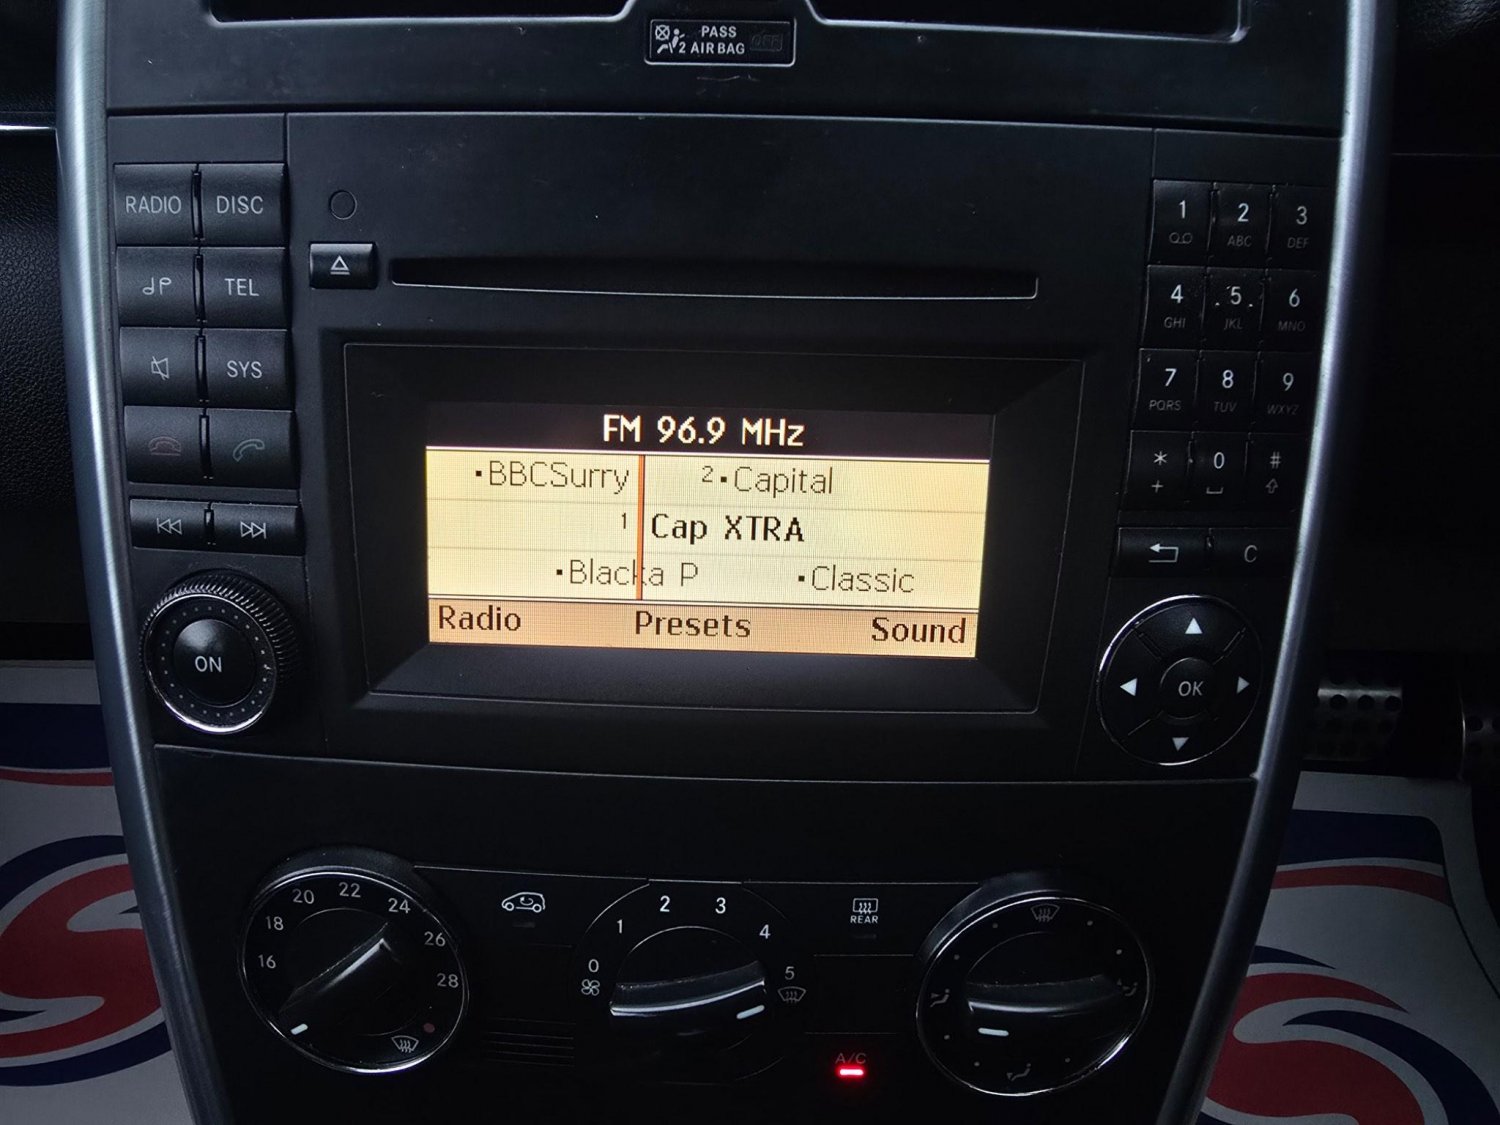 PASS
2 AIR BAG OFF
RADIO DISC
TEL
SYS
FM 96.9 MHz
•BBCSurry 2•Capital
1 Cap XTRA
•Blacka P •Classic
Radio Presets Sound
ON
1 2 3
ABC DEF
4 5 6
GHI JKL MNO
7 8 9
PQRS TUV WXYZ
* 0 #
+
C
OK
16 18 20 22 24 26 28
0 1 2 3 4 5
REAR
A/C